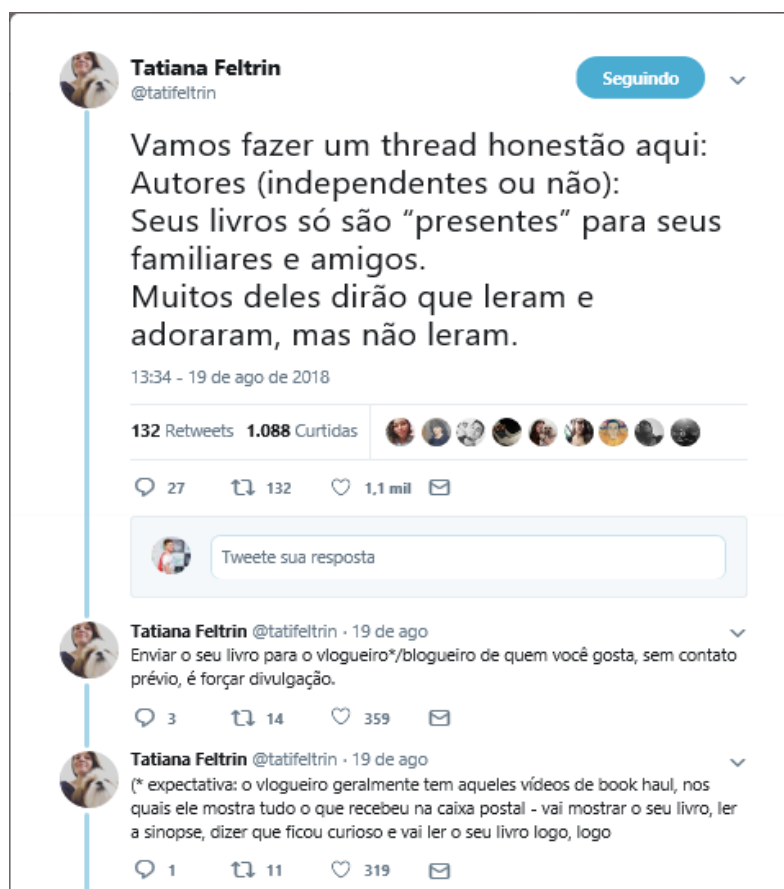 Tatiana Feltrin
@tatifeltrin
Seguindo
Vamos fazer um thread honestão aqui:
Autores (independentes ou não):
Seus livros só são “presentes” para seus
familiares e amigos.
Muitos deles dirão que leram e
adoraram, mas não leram.
13:34 - 19 de ago de 2018
132 Retweets 1.088 Curtidas
27 132 1,1 mil
Tweete sua resposta
Tatiana Feltrin @tatifeltrin · 19 de ago
Enviar o seu livro para o vlogueiro*/blogueiro de quem você gosta, sem contato
prévio, é forçar divulgação.
3 14 359
Tatiana Feltrin @tatifeltrin · 19 de ago
(* expectativa: o vlogueiro geralmente tem aqueles vídeos de book haul, nos
quais ele mostra tudo o que recebeu na caixa postal - vai mostrar o seu livro, ler
a sinopse, dizer que ficou curioso e vai ler o seu livro logo, logo
1 11 319